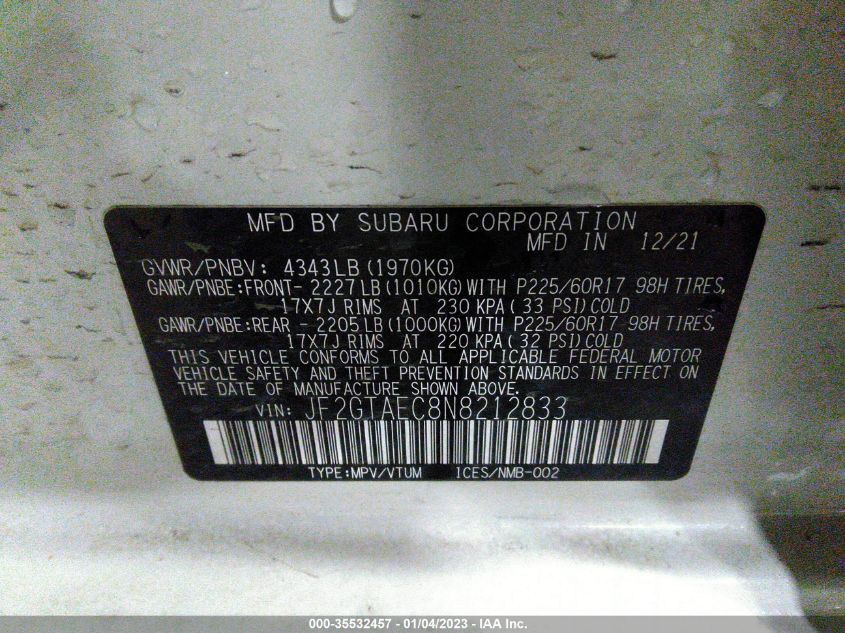 MFD BY SUBARU CORPORATION
MFD IN 12/21
GVWR/PNBV: 4343LB (1970KG)
GAWR/PNBE:FRONT- 2227LB (1010KG) WITH P225/60R17 98H TIRES,
17X7J RIMS AT 230 KPA ( 33 PSI) COLD
GAWR/PNBE:REAR - 2205LB (1000KG) WITH P225/60R17 98H TIRES,
17X7J RIMS AT 220 KPA ( 32 PSI) COLD
THIS VEHICLE CONFORMS TO ALL APPLICABLE FEDERAL MOTOR
VEHICLE SAFETY AND THEFT PREVENTION STANDARDS IN EFFECT ON
THE DATE OF MANUFACTURE SHOWN ABOVE.
VIN: JF2GTAEC8N8212833
TYPE:MPV/VTUM ICES/NMB-002
000-35532457 - 01/04/2023 - IAA Inc.